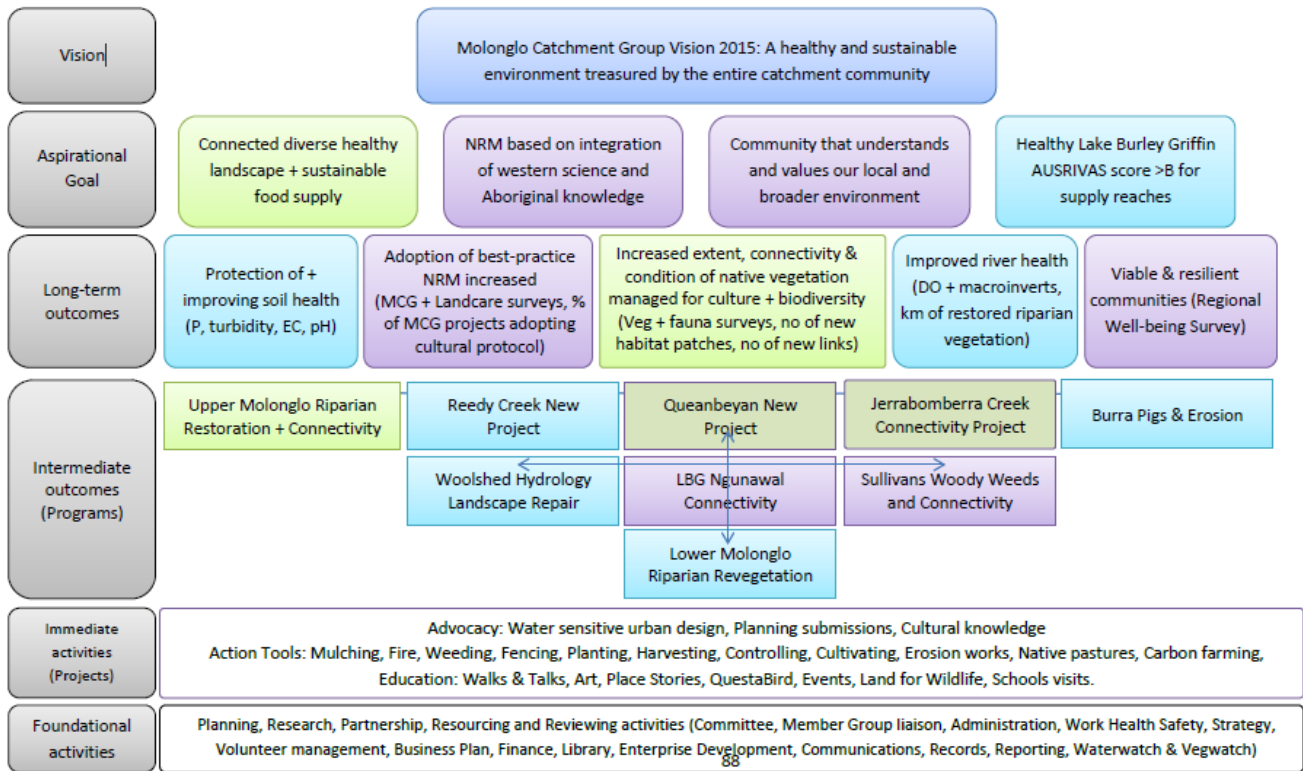 Vision
Molonglo Catchment Group Vision 2015: A healthy and sustainable
environment treasured by the entire catchment community
Aspirational
Goal
Connected diverse healthy
landscape + sustainable
food supply
NRM based on integration
of western science and
Aboriginal knowledge
Community that understands
and values our local and
broader environment
Healthy Lake Burley Griffin
AUSRIVAS score >B for
supply reaches
Long-term
outcomes
Protection of +
improving soil health
(P, turbidity, EC, pH)
Adoption of best-practice
NRM increased
(MCG + Landcare surveys, %
of MCG projects adopting
cultural protocol)
Increased extent, connectivity &
condition of native vegetation
managed for culture + biodiversity
(Veg + fauna surveys, no of new
habitat patches, no of new links)
Improved river health
(DO + macroinverts,
km of restored riparian
vegetation)
Viable & resilient
communities (Regional
Well-being Survey)
Intermediate
outcomes
(Programs)
Upper Molonglo Riparian
Restoration + Connectivity
Reedy Creek New
Project
Queanbeyan New
Project
Jerrabomberra Creek
Connectivity Project
Burra Pigs & Erosion
Woolshed Hydrology
Landscape Repair
LBG Ngunawal
Connectivity
Sullivans Woody Weeds
and Connectivity
Lower Molonglo
Riparian Revegetation
Immediate
activities
(Projects)
Advocacy: Water sensitive urban design, Planning submissions, Cultural knowledge
Action Tools: Mulching, Fire, Weeding, Fencing, Planting, Harvesting, Controlling, Cultivating, Erosion works, Native pastures, Carbon farming,
Education: Walks & Talks, Art, Place Stories, QuestaBird, Events, Land for Wildlife, Schools visits.
Foundational
activities
Planning, Research, Partnership, Resourcing and Reviewing activities (Committee, Member Group liaison, Administration, Work Health Safety, Strategy,
Volunteer management, Business Plan, Finance, Library, Enterprise Development, Communications, Records, Reporting, Waterwatch & Vegwatch)
88